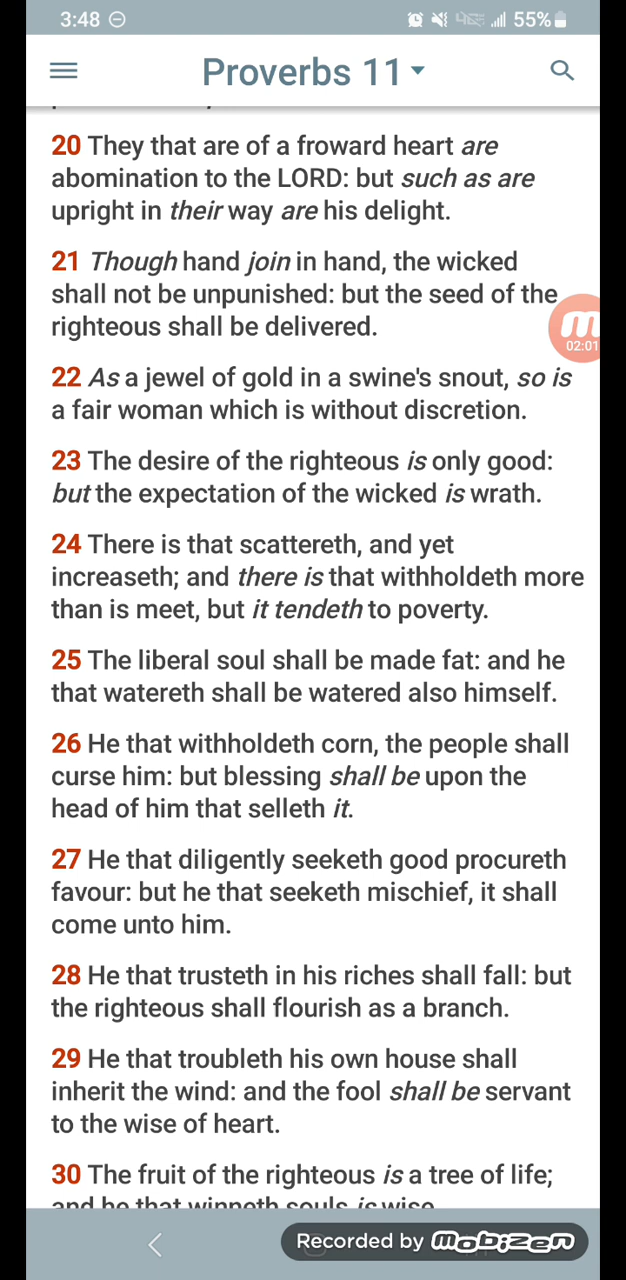 3:48 55%
Proverbs 11
20 They that are of a froward heart are
abomination to the LORD: but such as are
upright in their way are his delight.
21 Though hand join in hand, the wicked
shall not be unpunished: but the seed of the
righteous shall be delivered.
02:01
22 As a jewel of gold in a swine's snout, so is
a fair woman which is without discretion.
23 The desire of the righteous is only good:
but the expectation of the wicked is wrath.
24 There is that scattereth, and yet
increaseth; and there is that withholdeth more
than is meet, but it tendeth to poverty.
25 The liberal soul shall be made fat: and he
that watereth shall be watered also himself.
26 He that withholdeth corn, the people shall
curse him: but blessing shall be upon the
head of him that selleth it.
27 He that diligently seeketh good procureth
favour: but he that seeketh mischief, it shall
come unto him.
28 He that trusteth in his riches shall fall: but
the righteous shall flourish as a branch.
29 He that troubleth his own house shall
inherit the wind: and the fool shall be servant
to the wise of heart.
30 The fruit of the righteous is a tree of life;
and he that winneth souls is wise
Recorded by mobizen